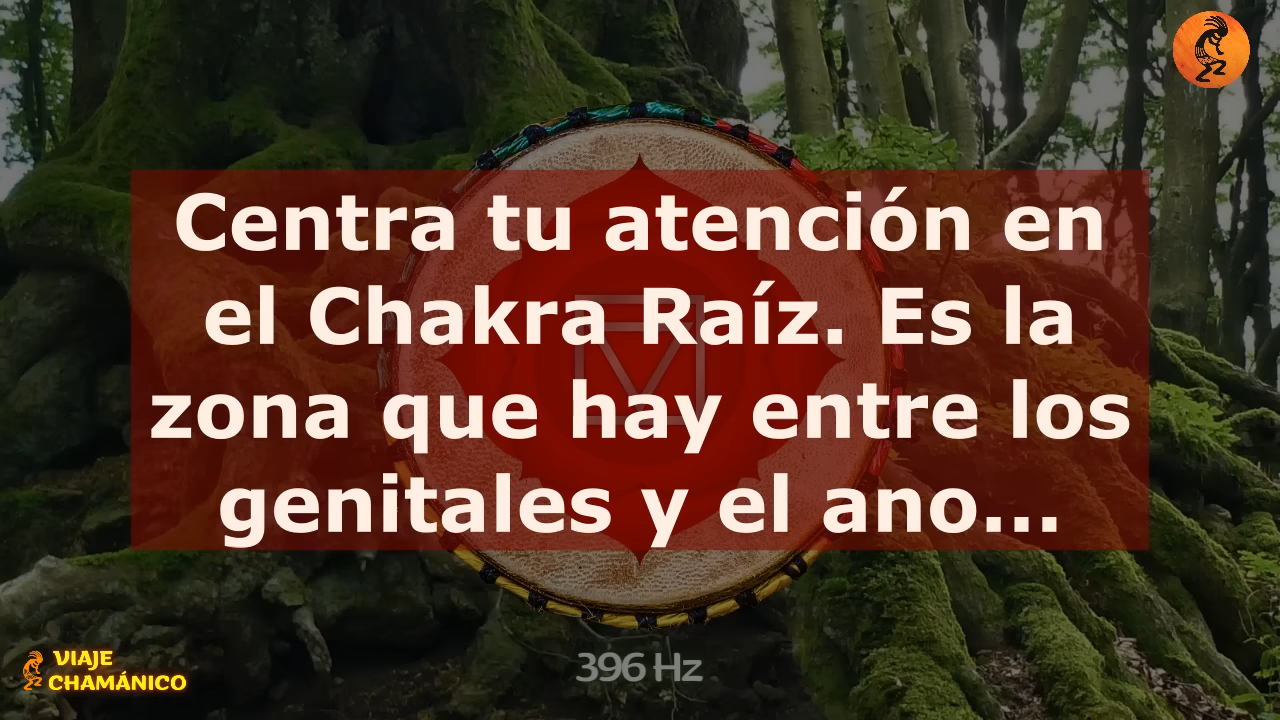 Centra tu atención en
el Chakra Raíz. Es la
zona que hay entre los
genitales y el ano...
396 Hz
VIAJE
CHAMÁNICO